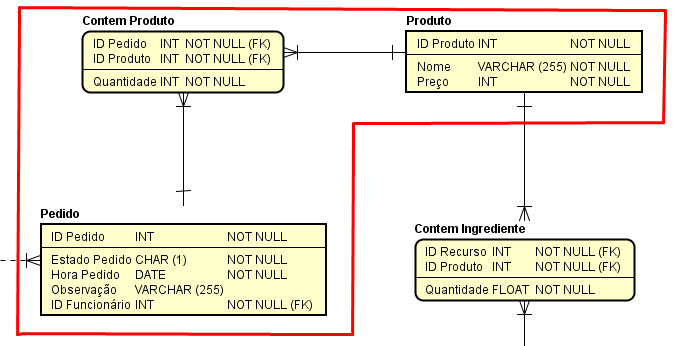 Contem Produto
ID Pedido INT NOT NULL (FK)
ID Produto INT NOT NULL (FK)
Quantidade INT NOT NULL
Produto
ID Produto INT NOT NULL
Nome VARCHAR (255) NOT NULL
Preço INT NOT NULL
Pedido
ID Pedido INT NOT NULL
Estado Pedido CHAR (1) NOT NULL
Hora Pedido DATE NOT NULL
Observação VARCHAR (255)
ID Funcionário INT NOT NULL (FK)
Contem Ingrediente
ID Recurso INT NOT NULL (FK)
ID Produto INT NOT NULL (FK)
Quantidade FLOAT NOT NULL